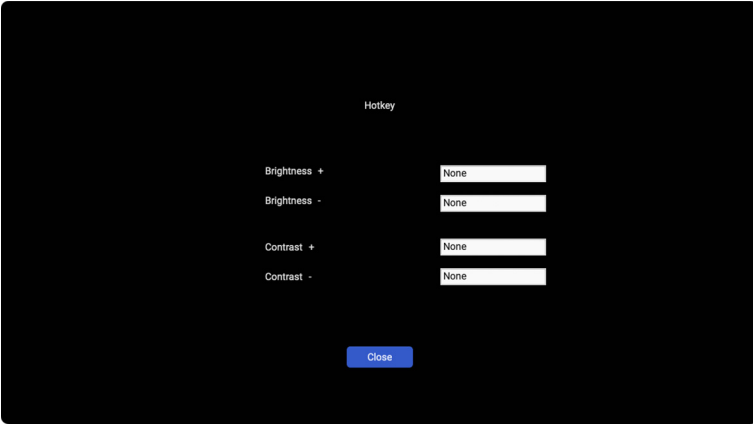 Hotkey
Brightness + None
Brightness - None
Contrast + None
Contrast - None
Close